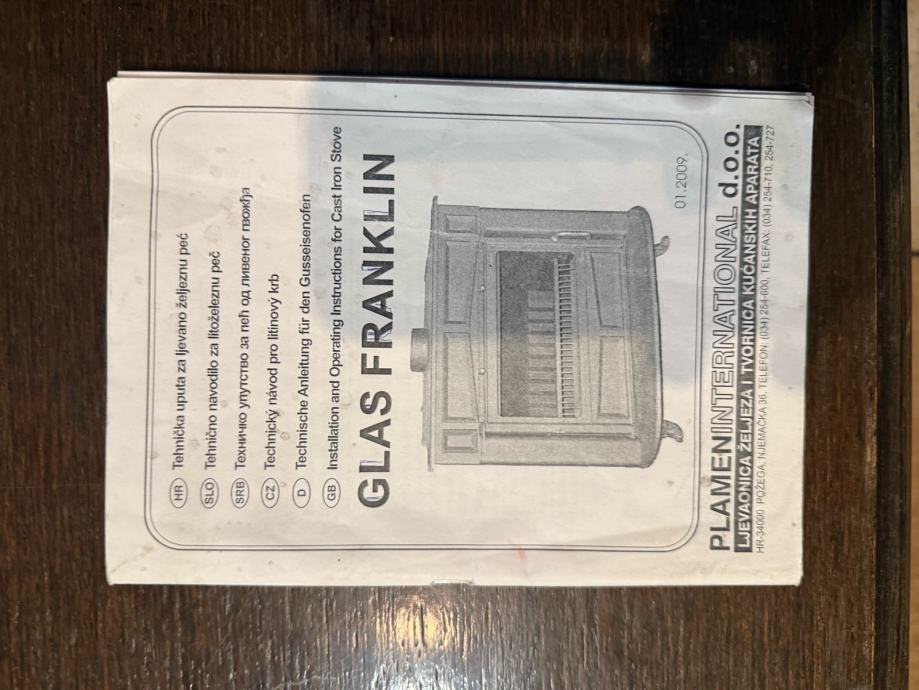 HR Tehnička uputa za ljevano željeznu peć
SLO Tehnično navodilo za litoželeznu peč
SRB Техничко упутство за пећ од ливеног гвожђа
CZ Technický návod pro litinový krb
D Technische Anleitung für den Gusseisenofen
GB Installation and Operating Instructions for Cast Iron Stove
GLAS FRANKLIN
01.2009.
PLAMENINTERNATIONAL d.o.o.
LJEVAONICA ŽELJEZA I TVORNICA KUĆANSKIH APARATA
HR-34000 POŽEGA, NJEMAČKA 36, TELEFON: (034) 254-600, TELEFAX: (034) 254-710, 254-727